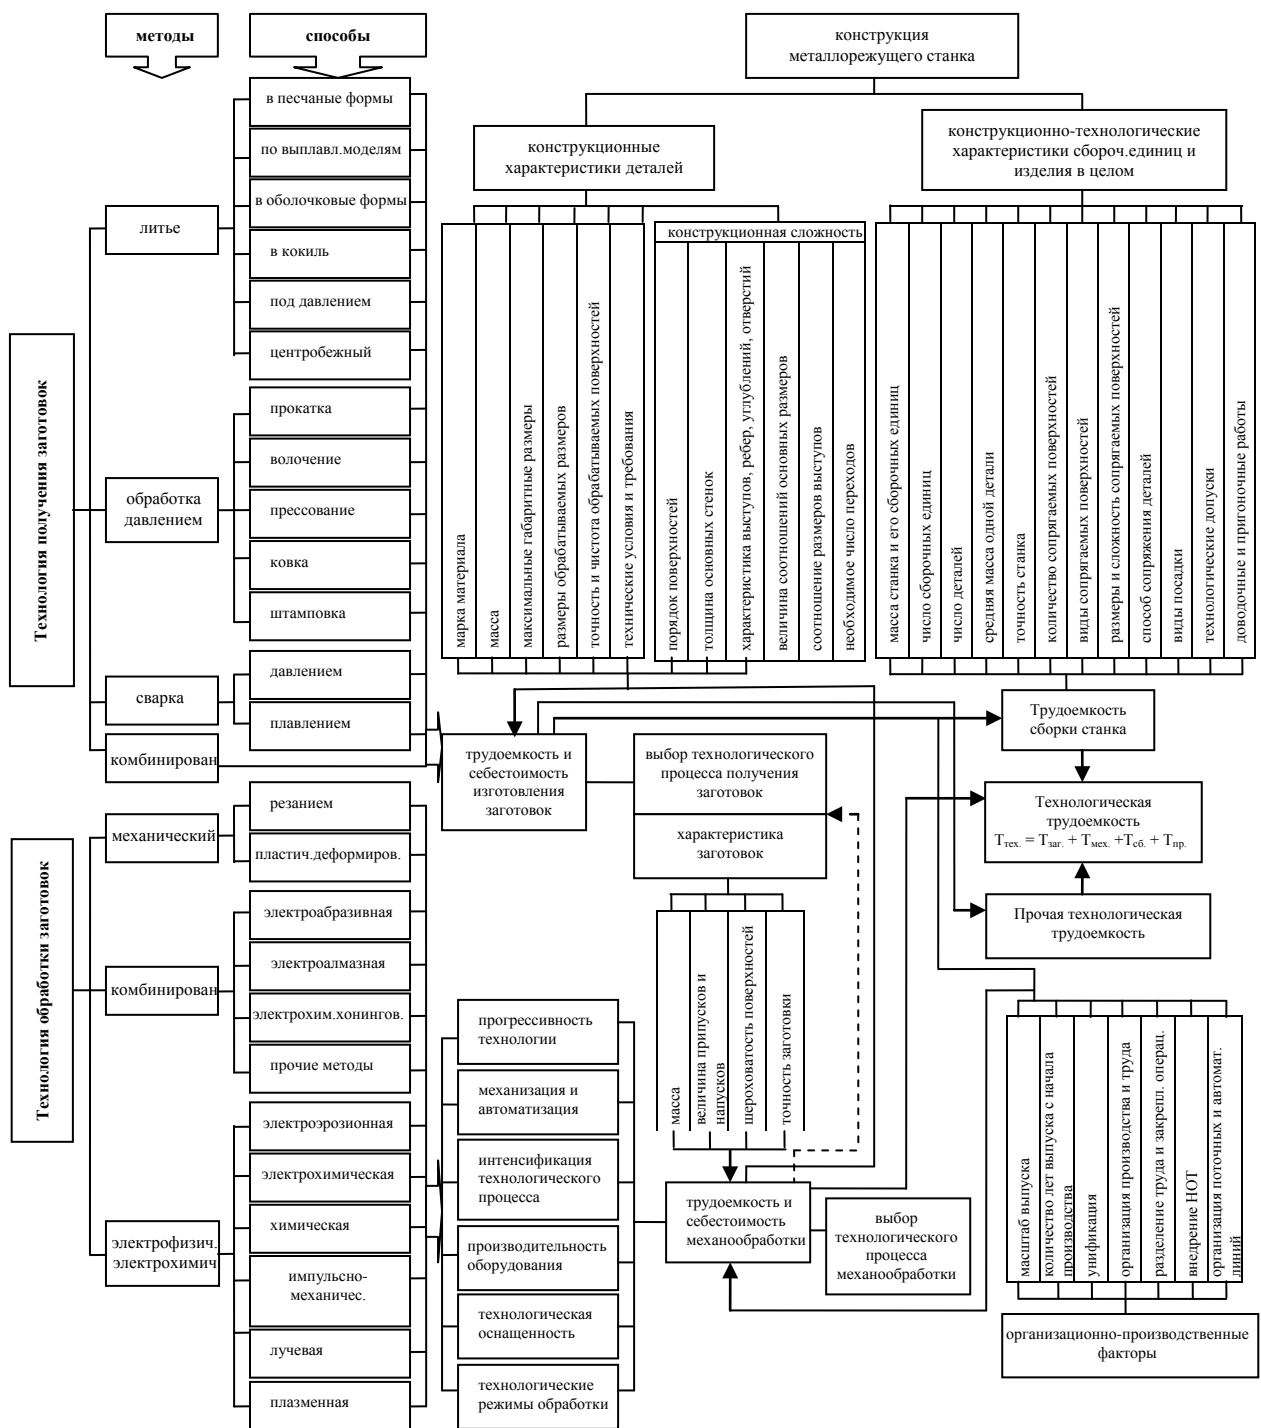 методы
способы
конструкция
металлорежущего станка
Технология получения заготовок
литье
в песчаные формы
по выплавл.моделям
в оболочковые формы
в кокиль
под давлением
центробежный
обработка
давлением
прокатка
волочение
прессование
ковка
штамповка
сварка
давлением
плавлением
комбинирован
Технология обработки заготовок
механический
резанием
пластич.деформиров.
комбинирован
электроабразивная
электроалмазная
электрохим.хонингов.
прочие методы
электрофизич.
электрохимич
электроэрозионная
электрохимическая
химическая
импульсно-
механичес.
лучевая
плазменная
конструкционные
характеристики деталей
марка материала
масса
максимальные габаритные размеры
размеры обрабатываемых размеров
точность и чистота обрабатываемых поверхностей
технические условия и требования
конструкционная сложность
порядок поверхностей
толщина основных стенок
характеристика выступов, ребер, углублений, отверстий
величина соотношений основных размеров
соотношение размеров выступов
необходимое число переходов
конструкционно-технологические
характеристики сбороч.единиц и
изделия в целом
масса станка и его сборочных единиц
число сборочных единиц
число деталей
средняя масса одной детали
точность станка
количество сопрягаемых поверхностей
виды сопрягаемых поверхностей
размеры и сложность сопрягаемых поверхностей
способ сопряжения деталей
виды посадки
технологические допуски
доводочные и пригоночные работы
трудоемкость и
себестоимость
изготовления
заготовок
выбор технологического
процесса получения
заготовок
характеристика
заготовок
масса
величина припусков и
напусков
шероховатость поверхностей
точность заготовки
Трудоемкость
сборки станка
Технологическая
трудоемкость
Ттех. = Тзаг. + Тмех. +Тсб. + Тпр.
Прочая технологическая
трудоемкость
прогрессивность
технологии
механизация и
автоматизация
интенсификация
технологического
процесса
производительность
оборудования
технологическая
оснащенность
технологические
режимы обработки
трудоемкость и
себестоимость
механообработки
выбор
технологического
процесса
механообработки
масштаб выпуска
количество лет выпуска с начала
производства
унификация
организация производства и труда
разделение труда и закрепл. операц.
внедрение НОТ
организация поточных и автомат.
линий
организационно-производственные
факторы